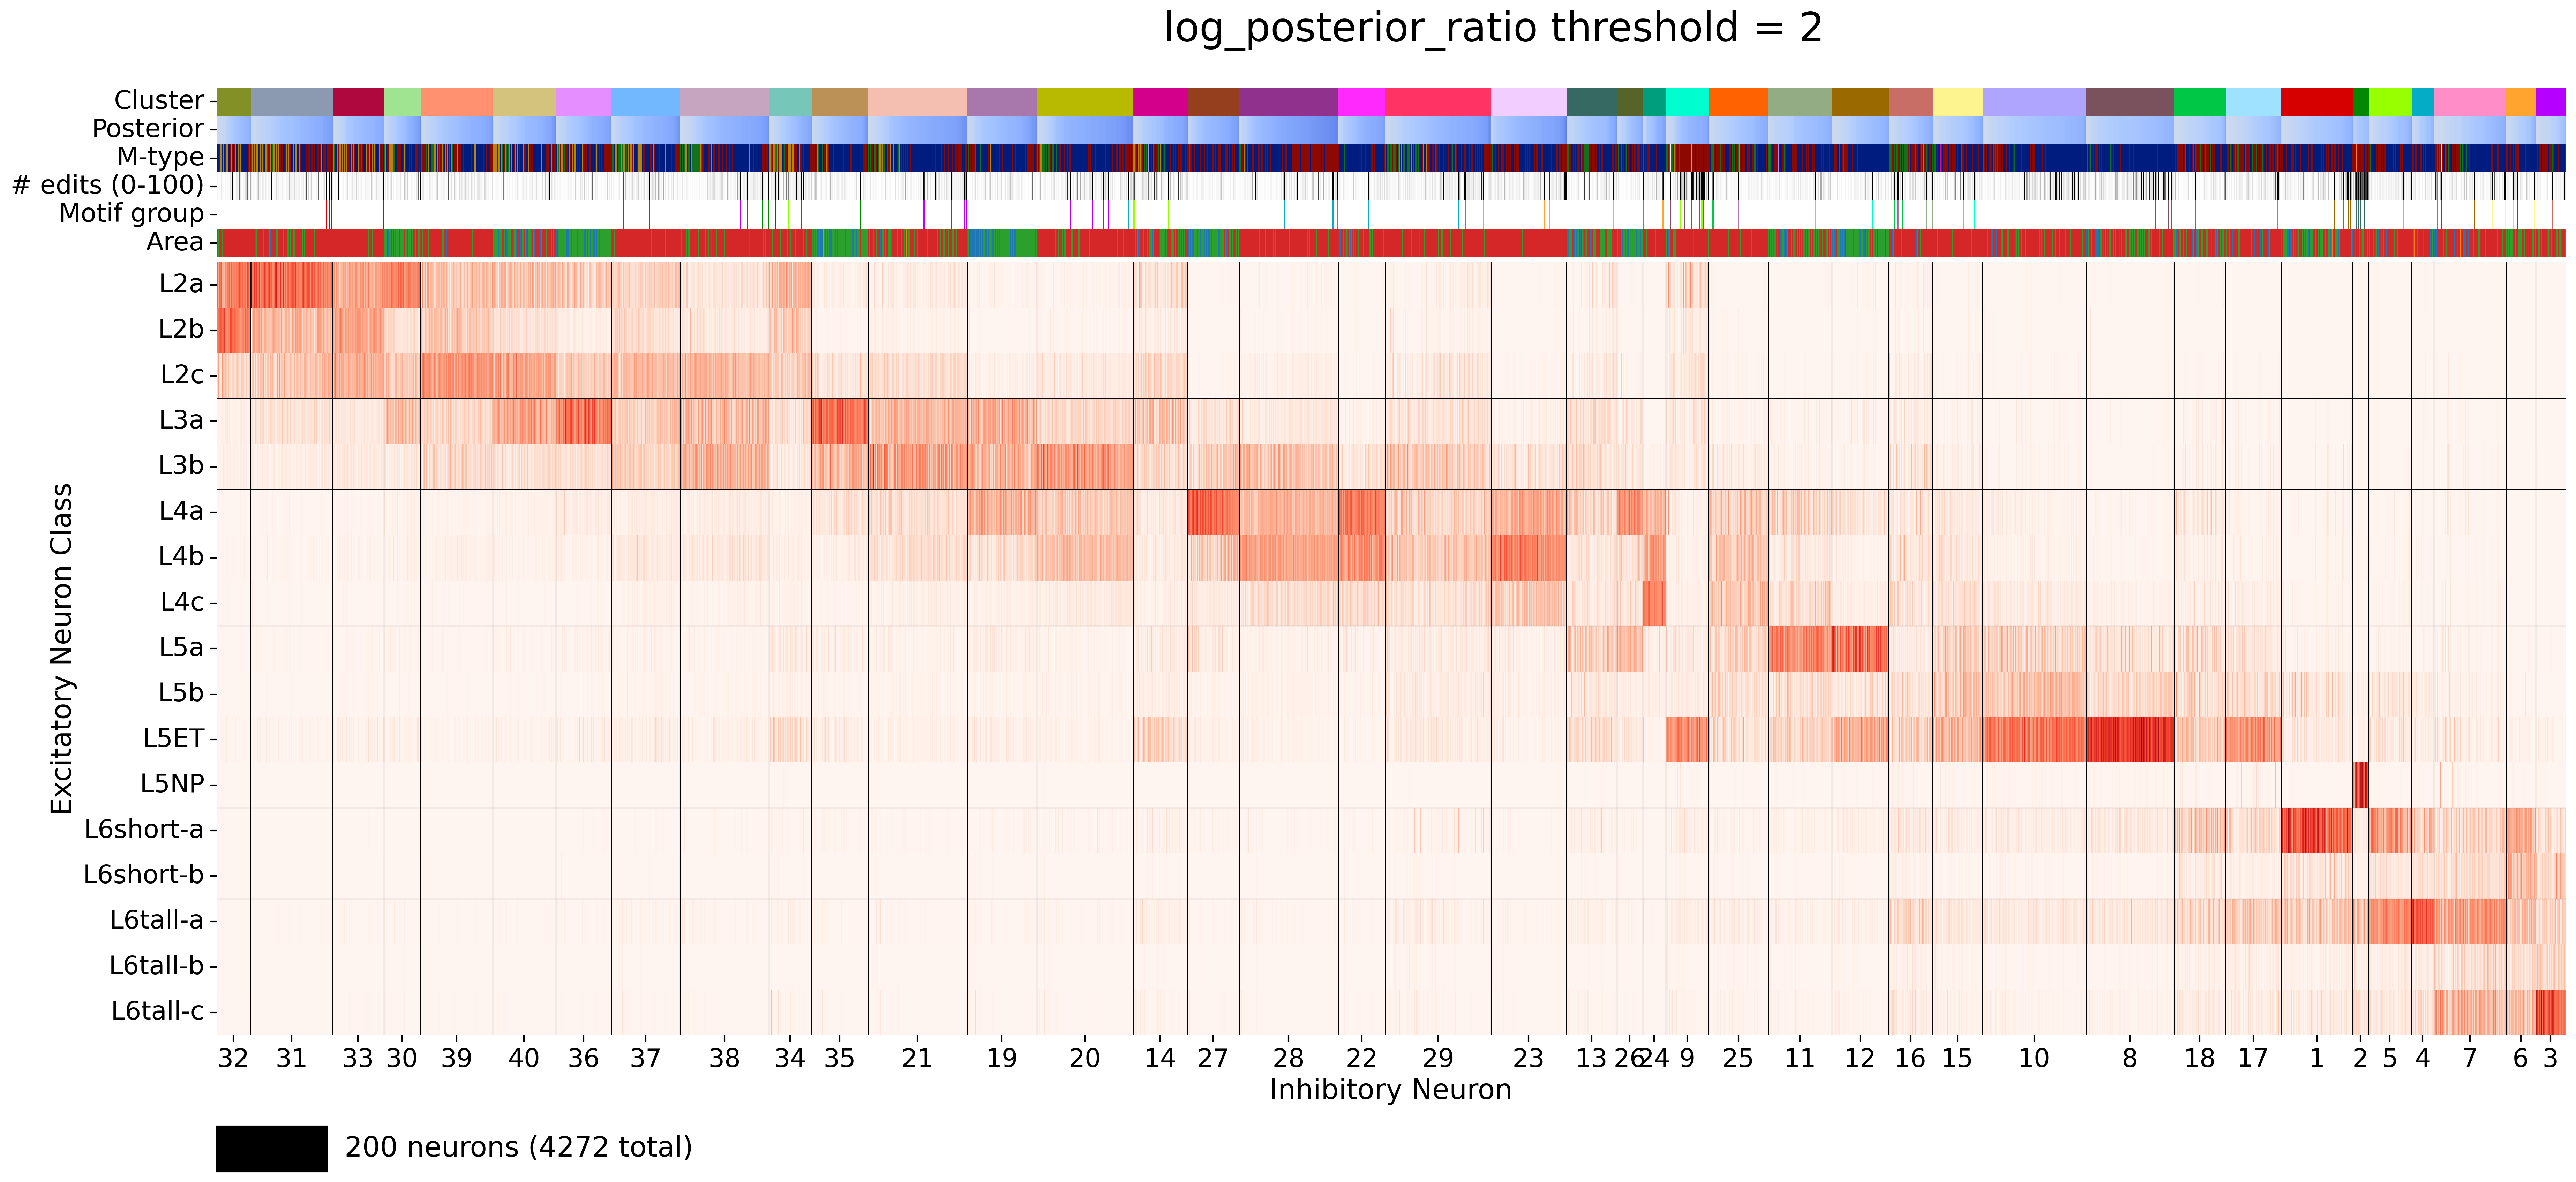 log_posterior_ratio threshold = 2
Cluster
Posterior
M-type
# edits (0-100)
Motif group
Area
Excitatory Neuron Class
L2a
L2b
L2c
L3a
L3b
L4a
L4b
L4c
L5a
L5b
L5ET
L5NP
L6short-a
L6short-b
L6tall-a
L6tall-b
L6tall-c
32 31 33 30 39 40 36 37 38 34 35 21 19 20 14 27 28 22 29 23 13 26 24 9 25 11 12 16 15 10 8 18 17 1 2 5 4 7 6 3
Inhibitory Neuron
200 neurons (4272 total)